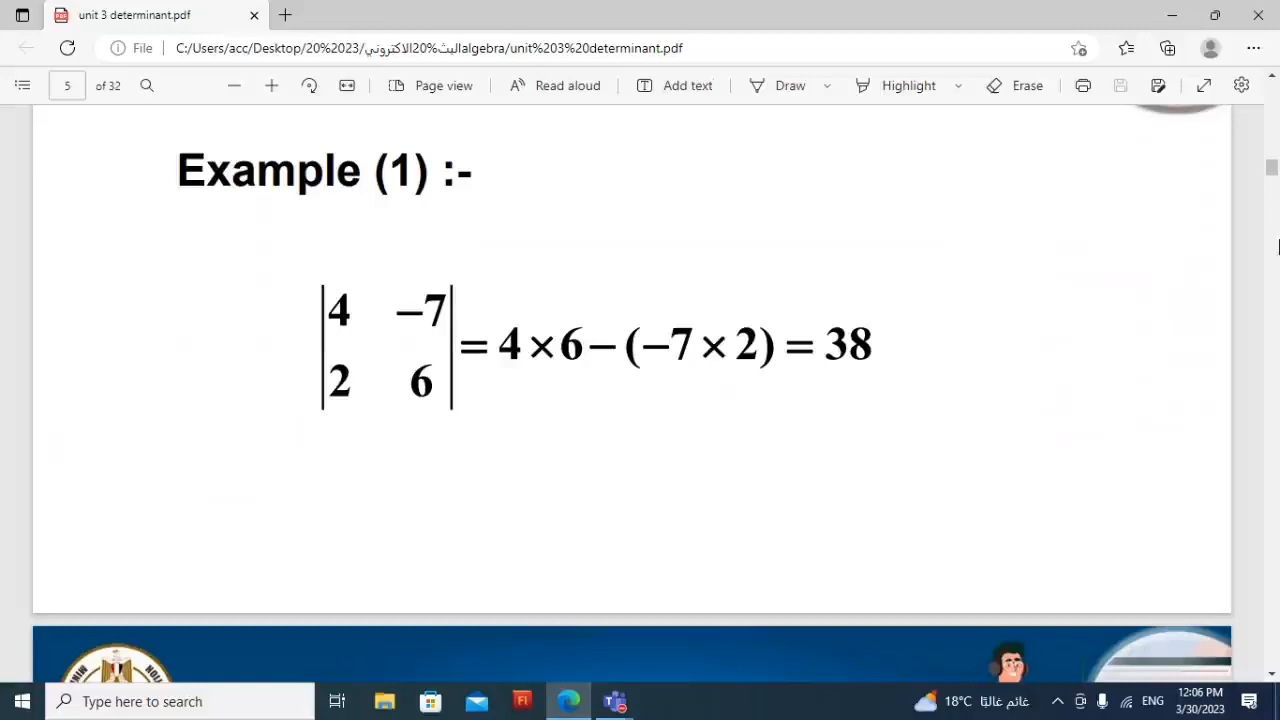 unit 3 determinant.pdf
File C:/Users/acc/Desktop/20%2023/البث%20الالكتروني/algebra/unit%203%20determinant.pdf
5 of 32 Page view Read aloud Add text Draw Highlight Erase
Example (1) :-
|4 −7|
|2 6| = 4 × 6 − (−7 × 2) = 38
Type here to search
18°C غائم غالبًا ENG 12:06 PM
3/30/2023